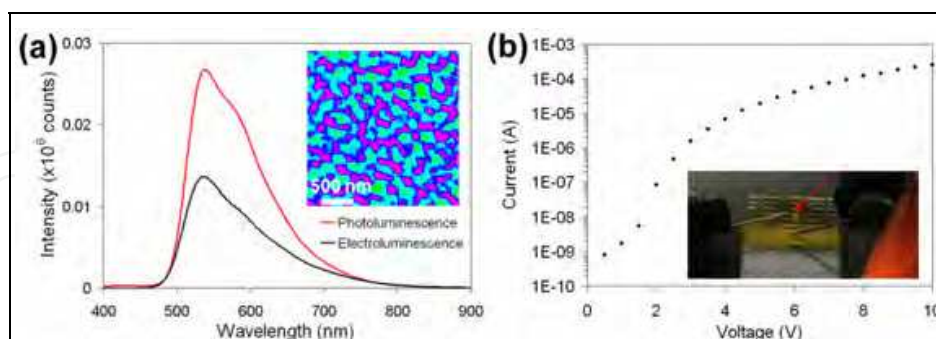 (a)
Intensity (x10⁶ counts)
0.03
0.02
0.01
0
400 500 600 700 800 900
Wavelength (nm)
500 nm
Photoluminescence
Electroluminescence
(b)
Current (A)
1E-03
1E-04
1E-05
1E-06
1E-07
1E-08
1E-09
1E-10
0 2 4 6 8 10
Voltage (V)